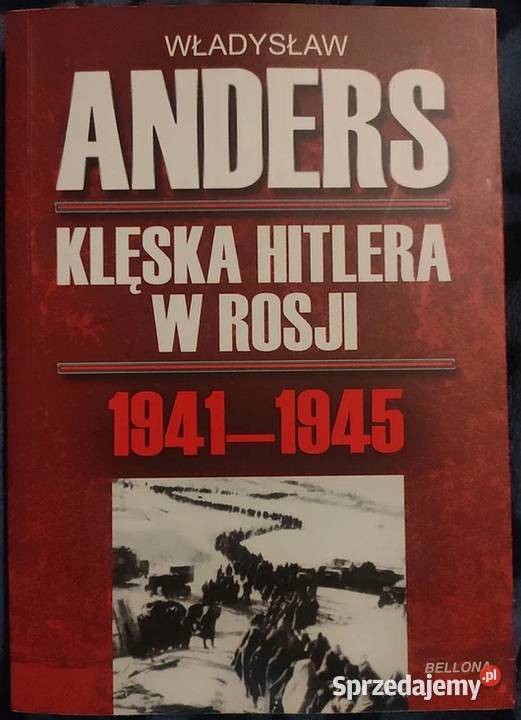 WŁADYSŁAW
ANDERS
KLĘSKA HITLERA
W ROSJI
1941–1945
BELLONA
Sprzedajemy.pl